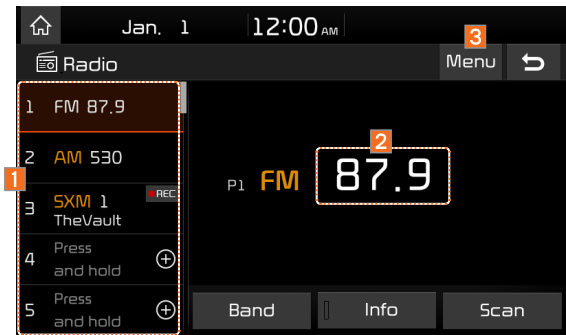 Jan. 1 12:00 AM
3
Radio Menu
1 FM 87.9
2
2 AM 530
1
P1 FM 87.9
3 SXM 1 REC
TheVault
4 Press
and hold
5 Press
and hold
Band Info Scan